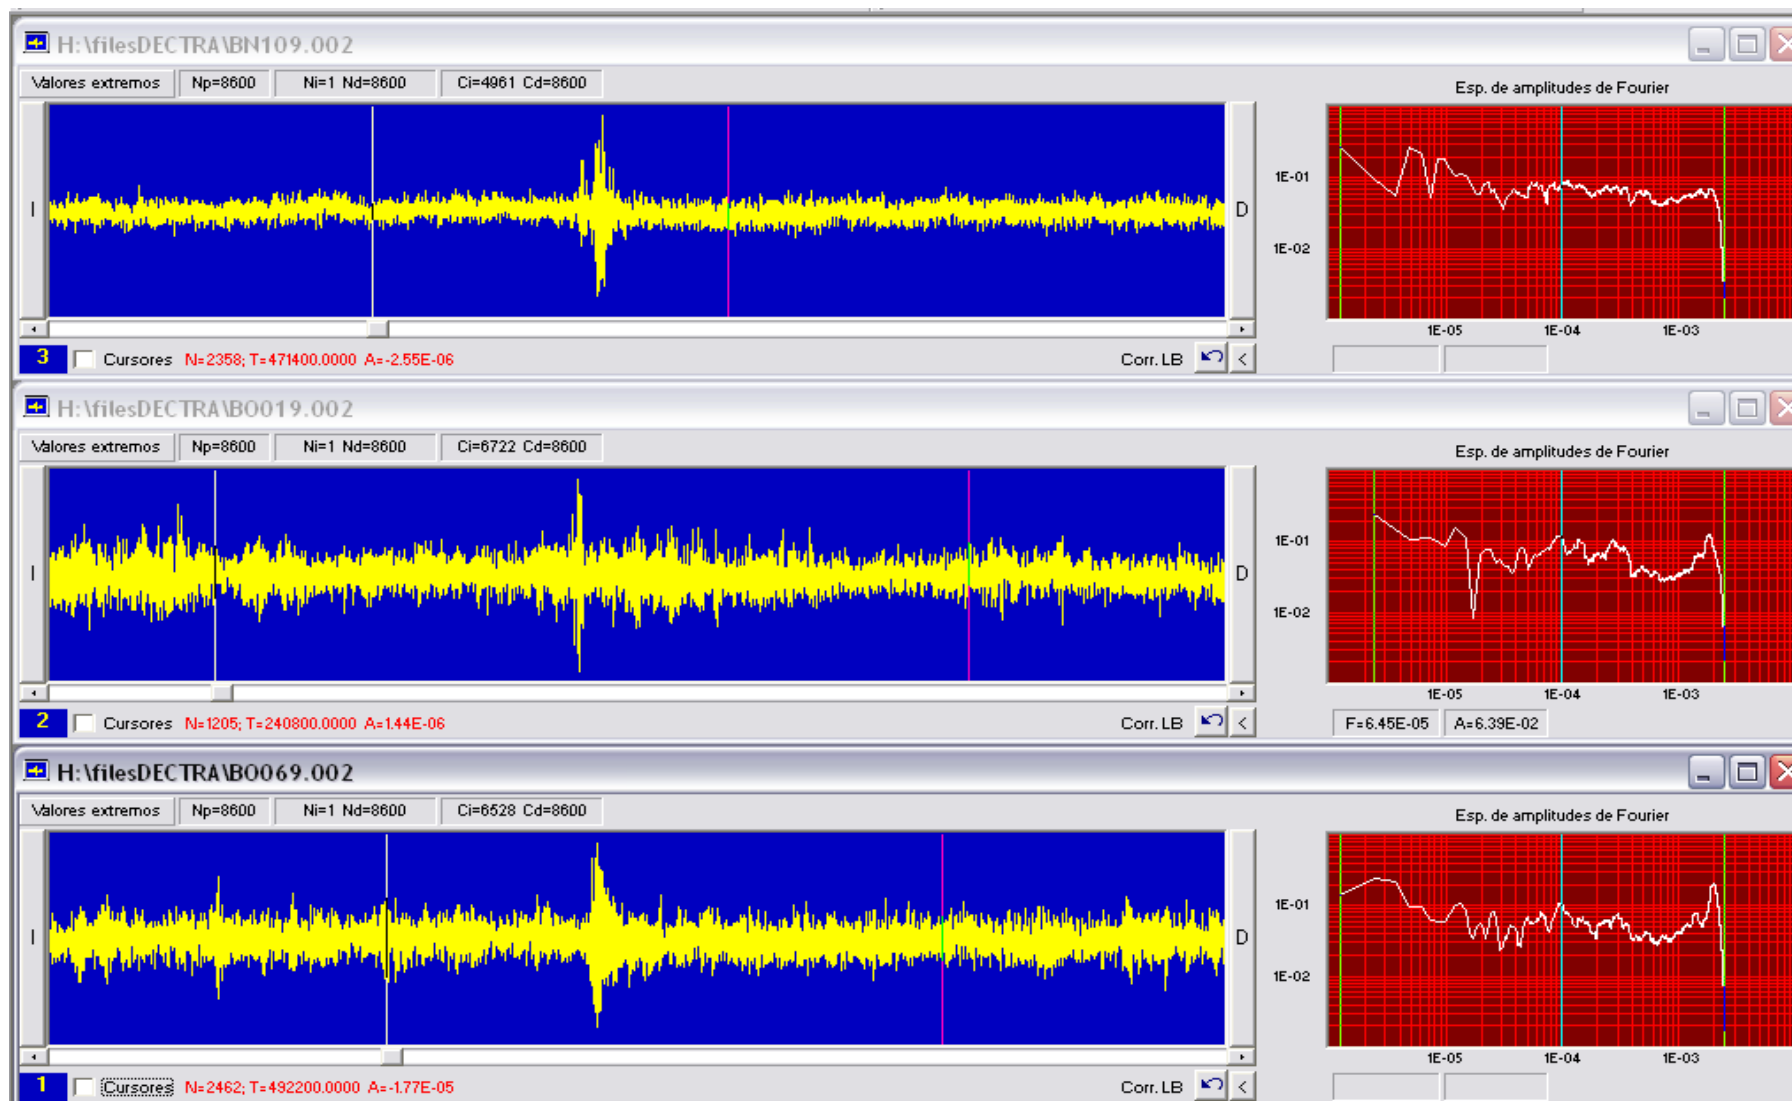 H:\filesDECTRA\BN109.002
Valores extremos Np=8600 Ni=1 Nd=8600 Ci=4961 Cd=8600
Esp. de amplitudes de Fourier
I D
1E-01
1E-02
1E-05 1E-04 1E-03
3 Cursores N=2358; T=471400.0000 A=-2.55E-06 Corr. LB <
H:\filesDECTRA\BO019.002
Valores extremos Np=8600 Ni=1 Nd=8600 Ci=6722 Cd=8600
Esp. de amplitudes de Fourier
I D
1E-01
1E-02
1E-05 1E-04 1E-03
2 Cursores N=1205; T=240800.0000 A=1.44E-06 Corr. LB < F=6.45E-05 A=6.39E-02
H:\filesDECTRA\BO069.002
Valores extremos Np=8600 Ni=1 Nd=8600 Ci=6528 Cd=8600
Esp. de amplitudes de Fourier
I D
1E-01
1E-02
1E-05 1E-04 1E-03
1 Cursores N=2462; T=492200.0000 A=-1.77E-05 Corr. LB <